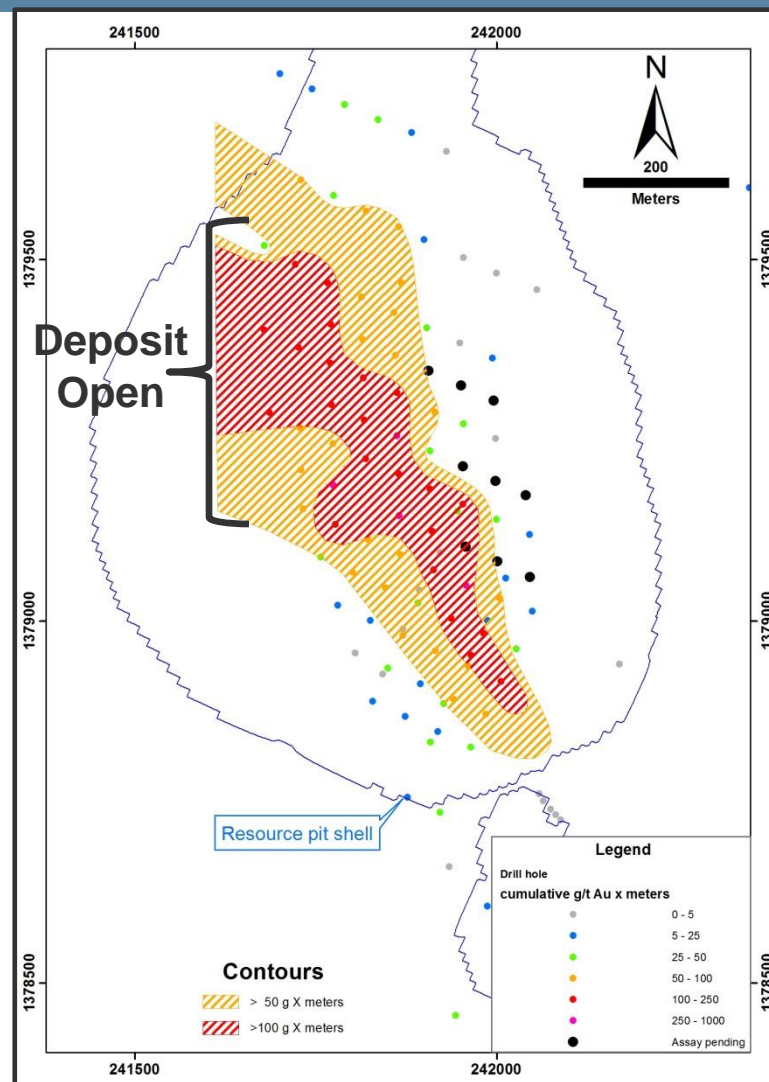 241500 242000
N
200
Meters
1379500 1379500
Deposit
Open
1379000 1379000
Resource pit shell
Legend
Drill hole
cumulative g/t Au x meters
0 - 5
5 - 25
25 - 50
50 - 100
100 - 250
250 - 1000
Assay pending
Contours
> 50 g X meters
>100 g X meters
1378500 1378500
241500 242000